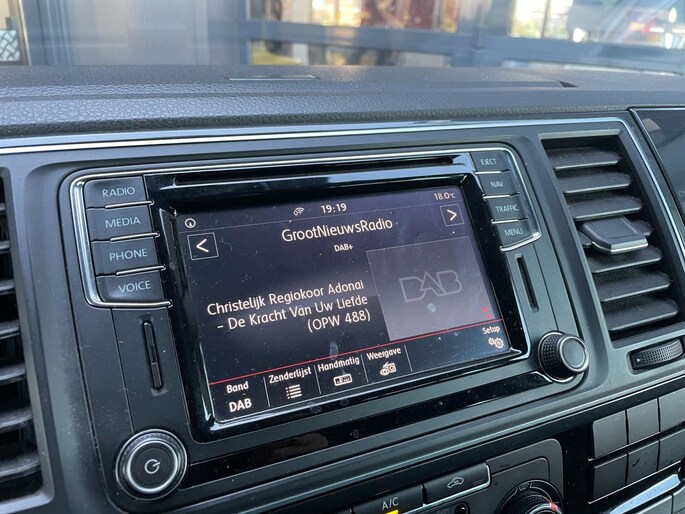 19:19
18.0°C
GrootNieuwsRadio
DAB+
<
>
Christelijk Regiokoor Adonai
- De Kracht Van Uw Liefde
(OPW 488)
DAB
Setup
Band
DAB
Zenderlijst
Handmatig
Weergave
RADIO
MEDIA
PHONE
VOICE
EJECT
NAV
TRAFFIC
MENU
A/C